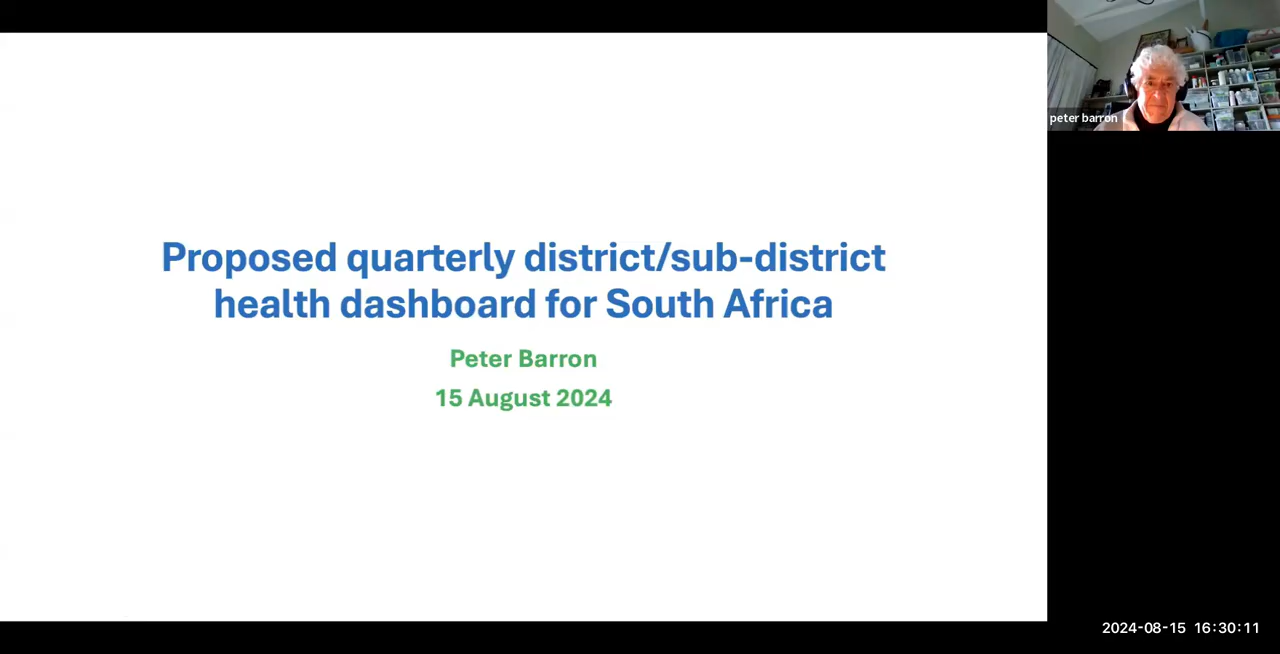 Proposed quarterly district/sub-district
health dashboard for South Africa
Peter Barron
15 August 2024
peter barron
2024-08-15 16:30:11